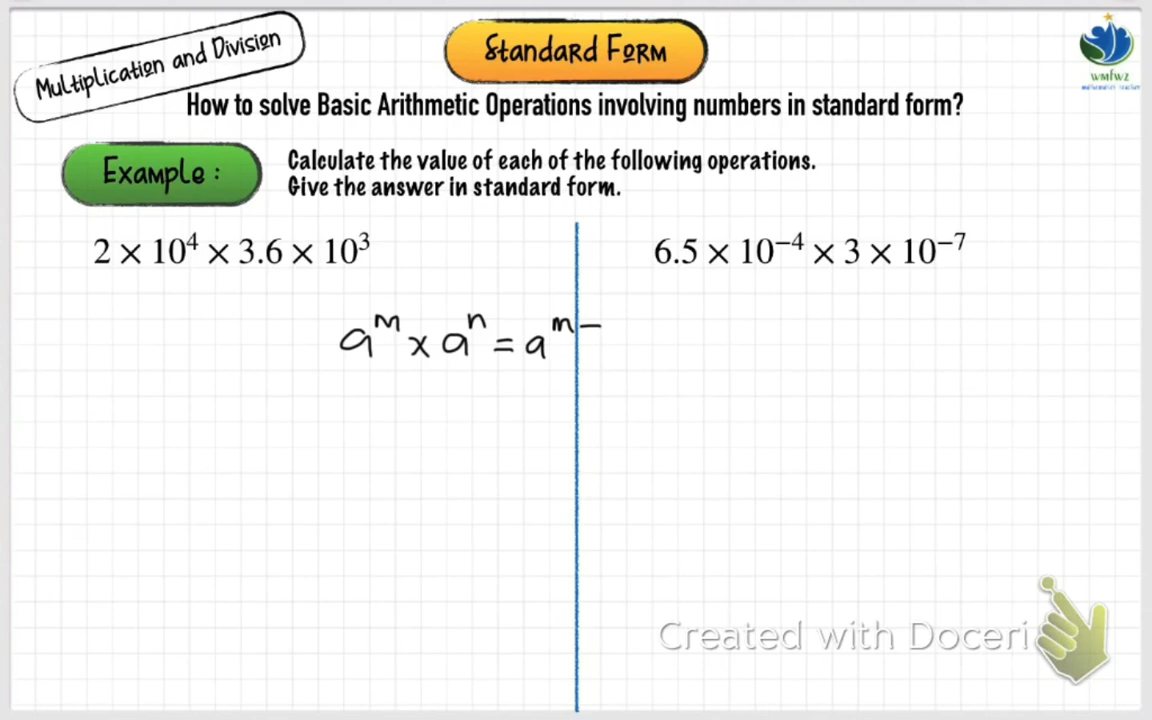 Multiplication and Division
Standard Form
WMFWZ
mathematics teacher
How to solve Basic Arithmetic Operations involving numbers in standard form?
Example :
Calculate the value of each of the following operations.
Give the answer in standard form.
2 × 10⁴ × 3.6 × 10³
6.5 × 10⁻⁴ × 3 × 10⁻⁷
aᵐ × aⁿ = aᵐ⁻
Created with Doceri